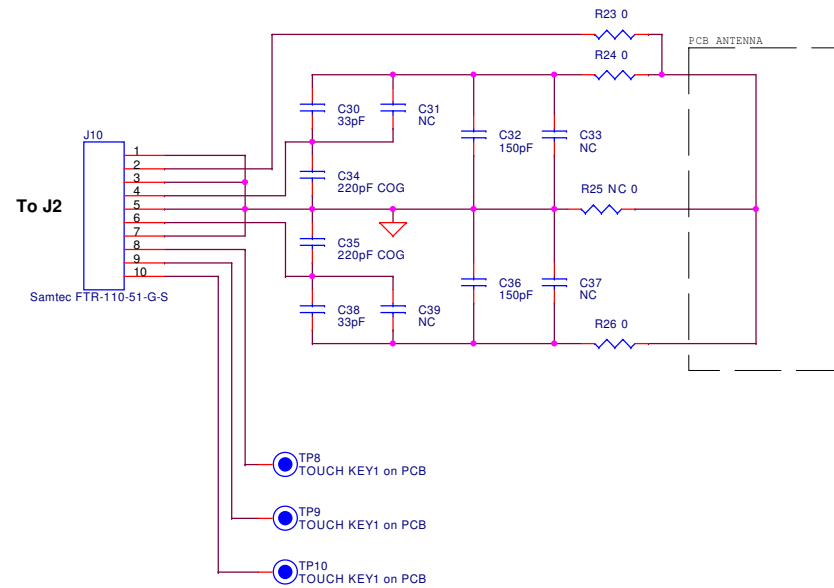 R23 0
PCB ANTENNA
R24 0
C30
33pF
C31
NC
C32
150pF
C33
NC
J10
1
2
3
4
5
6
7
8
9
10
C34
220pF COG
To J2
R25 NC 0
C35
220pF COG
C36
150pF
C37
NC
Samtec FTR-110-51-G-S
C38
33pF
C39
NC
R26 0
TP8
TOUCH KEY1 on PCB
TP9
TOUCH KEY1 on PCB
TP10
TOUCH KEY1 on PCB